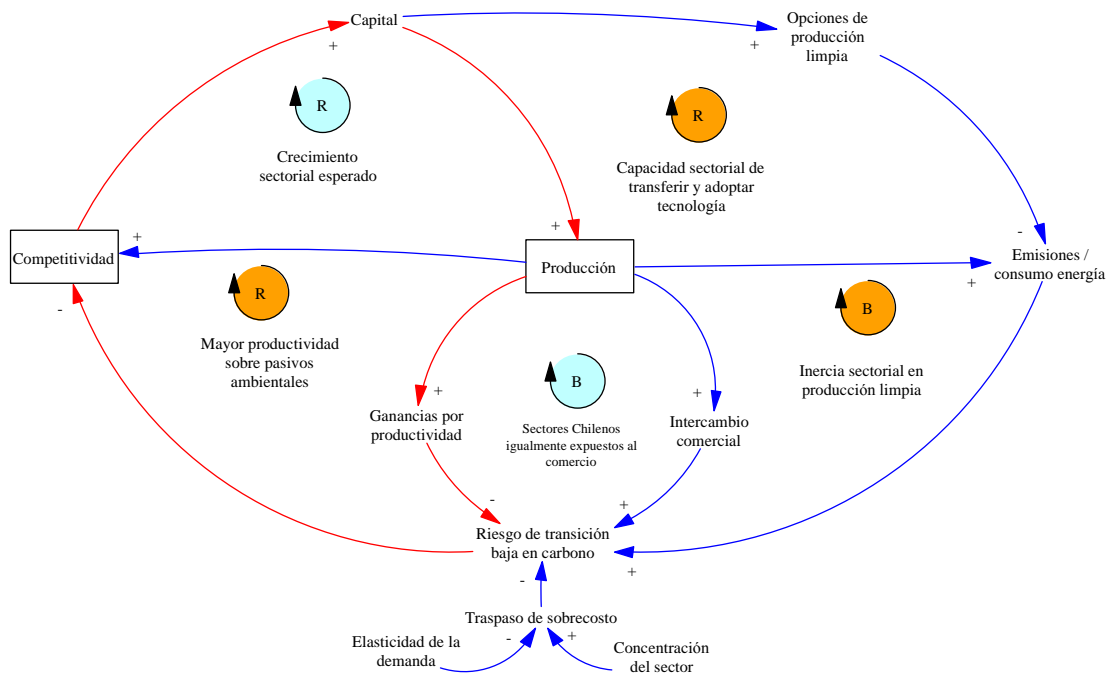 Capital
+
Opciones de
producción
limpia
+
R
Crecimiento
sectorial esperado
R
Capacidad sectorial de
transferir y adoptar
tecnología
+
+
-
Competitividad
Producción
Emisiones /
consumo energía
+
-
R
Mayor productividad
sobre pasivos
ambientales
B
Inercia sectorial en
producción limpia
B
Sectores Chilenos
igualmente expuestos al
comercio
+
+
Ganancias por
productividad
Intercambio
comercial
-
+
Riesgo de transición
baja en carbono
+
-
Traspaso de sobrecosto
-
+
Elasticidad de la
demanda
Concentración
del sector